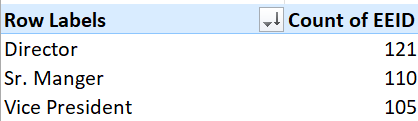 Row Labels Count of EEID
Director 121
Sr. Manger 110
Vice President 105